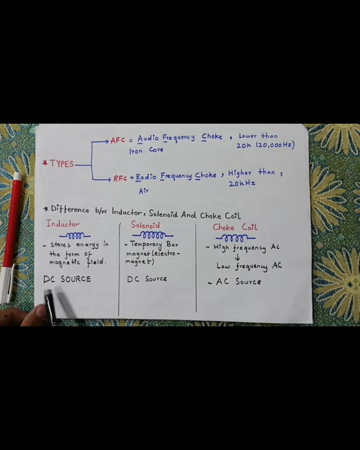 → AFC = Audio Frequency Choke, Lower than
Iron Core 20K (20,000Hz)
* TYPES
→ RFC = Radio Frequency Choke, Higher than,
Air 20kHz
* Difference b/w Inductor, Solenoid and Choke Coil
Inductor
- Stores energy in
the form of
magnetic field.
DC SOURCE
Solenoid
- Temporary Bar
magnet (electro-
magnet)
DC Source
Choke Coil
- High frequency AC
↓
Low frequency AC
- AC Source